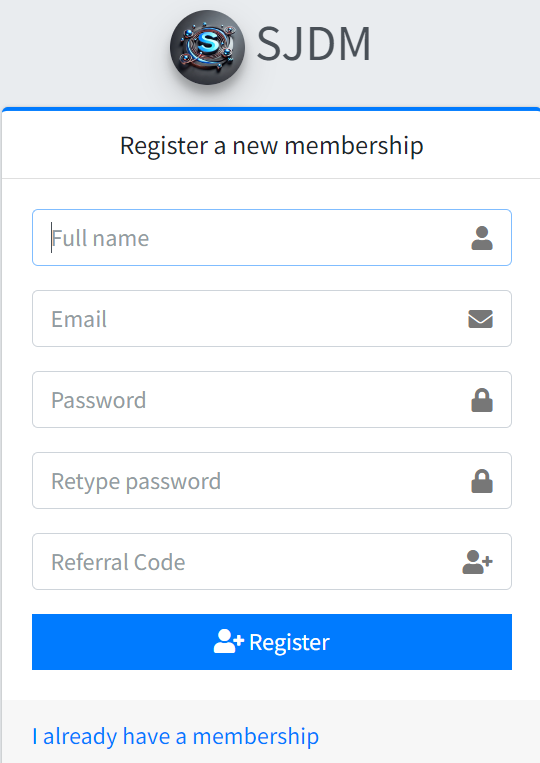 S
SJDM
Register a new membership
Full name
Email
Password
Retype password
Referral Code
Register
I already have a membership